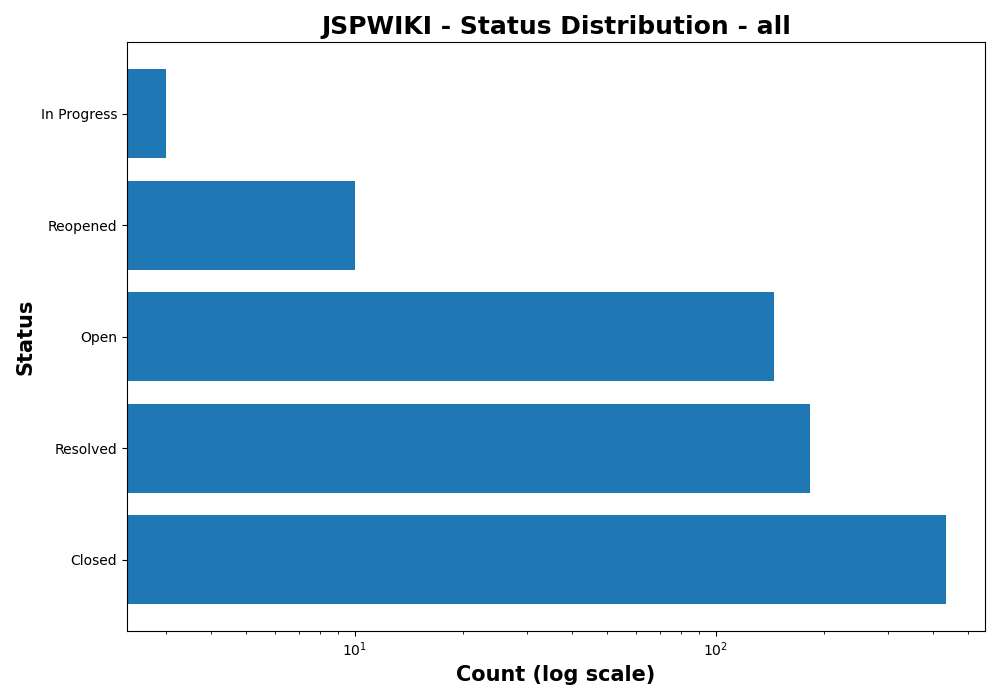 JSPWIKI - Status Distribution - all
In Progress
Reopened
Open
Resolved
Closed
Status
10¹
10²
Count (log scale)